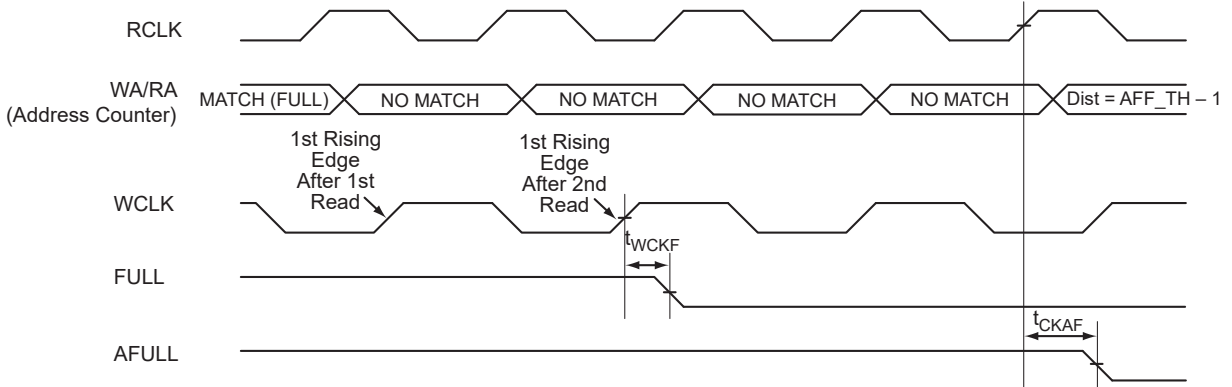 RCLK
WA/RA
(Address Counter)
MATCH (FULL)
NO MATCH
NO MATCH
NO MATCH
NO MATCH
Dist = AFF_TH – 1
1st Rising
Edge
After 1st
Read
1st Rising
Edge
After 2nd
Read
WCLK
tWCKF
FULL
tCKAF
AFULL